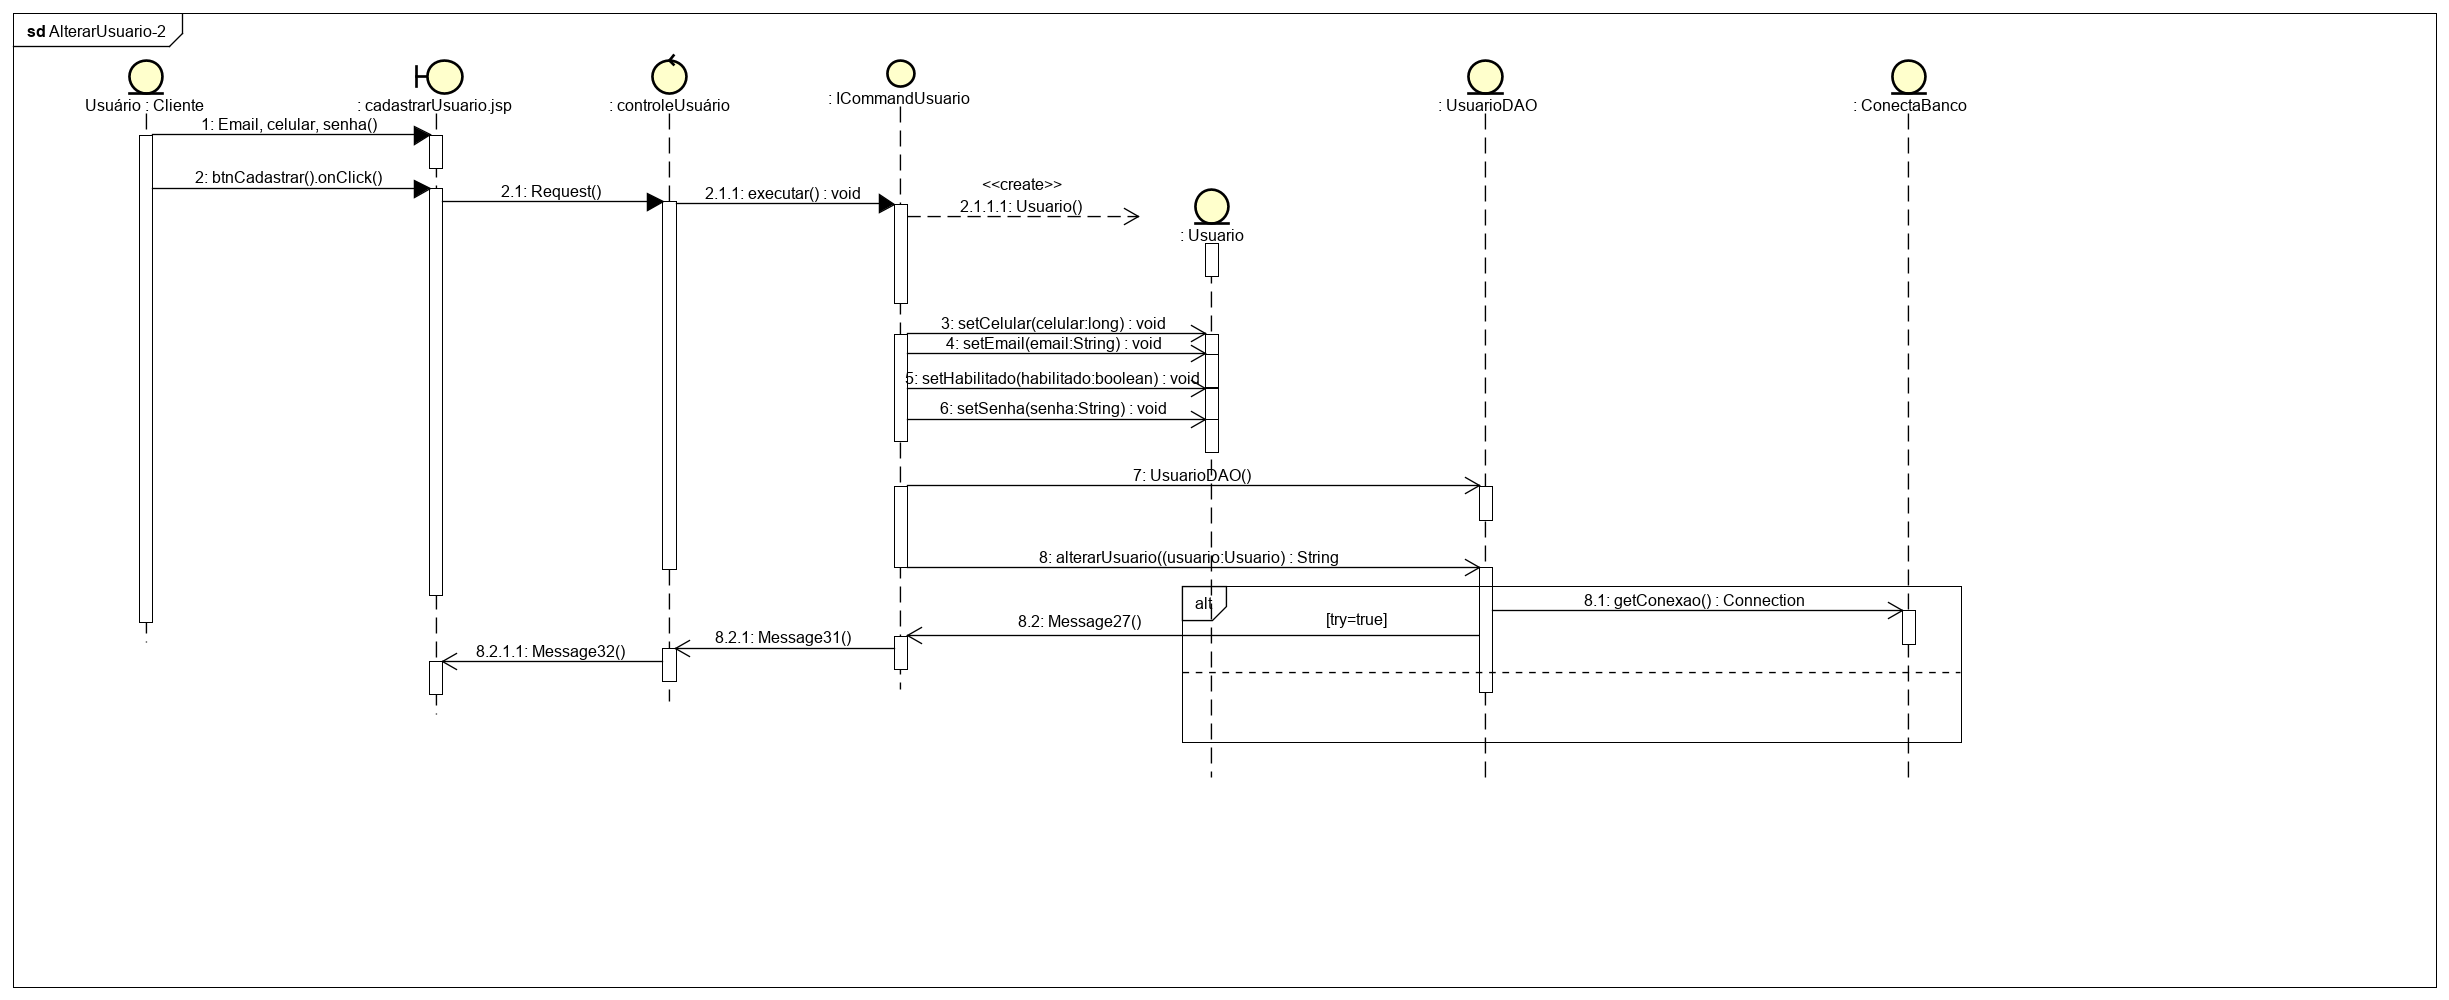 sd AlterarUsuario-2
Usuário : Cliente
: cadastrarUsuario.jsp
: controleUsuário
: ICommandUsuario
: UsuarioDAO
: ConectaBanco
1: Email, celular, senha()
2: btnCadastrar().onClick()
2.1: Request()
2.1.1: executar() : void
<<create>>
2.1.1.1: Usuario()
: Usuario
3: setCelular(celular:long) : void
4: setEmail(email:String) : void
5: setHabilitado(habilitado:boolean) : void
6: setSenha(senha:String) : void
7: UsuarioDAO()
8: alterarUsuario((usuario:Usuario) : String
alt
8.1: getConexao() : Connection
[try=true]
8.2: Message27()
8.2.1: Message31()
8.2.1.1: Message32()